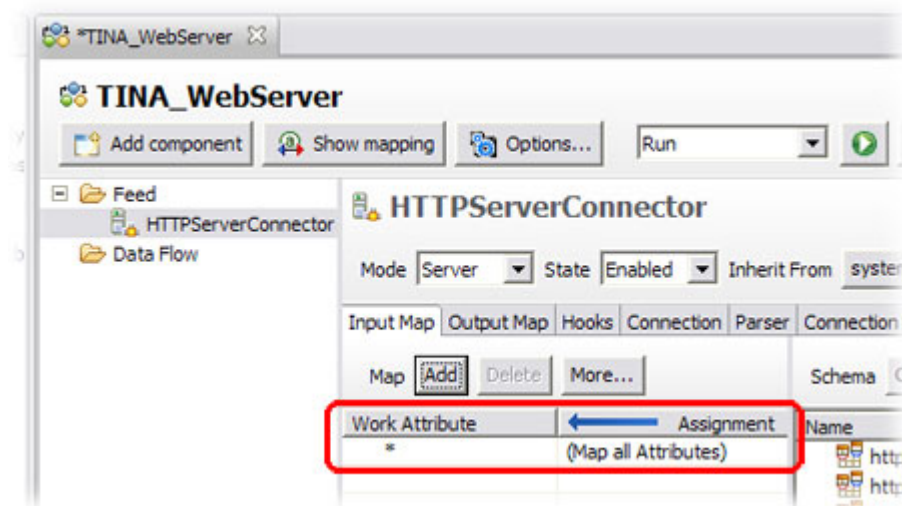 *TINA_WebServer
TINA_WebServer
Add component Show mapping Options... Run
Feed
HTTPServerConnector
Data Flow
HTTPServerConnector
Mode Server State Enabled Inherit From
Input Map Output Map Hooks Connection Parser Connection
Map Add Delete More... Schema
Work Attribute Assignment Name
* (Map all Attributes)